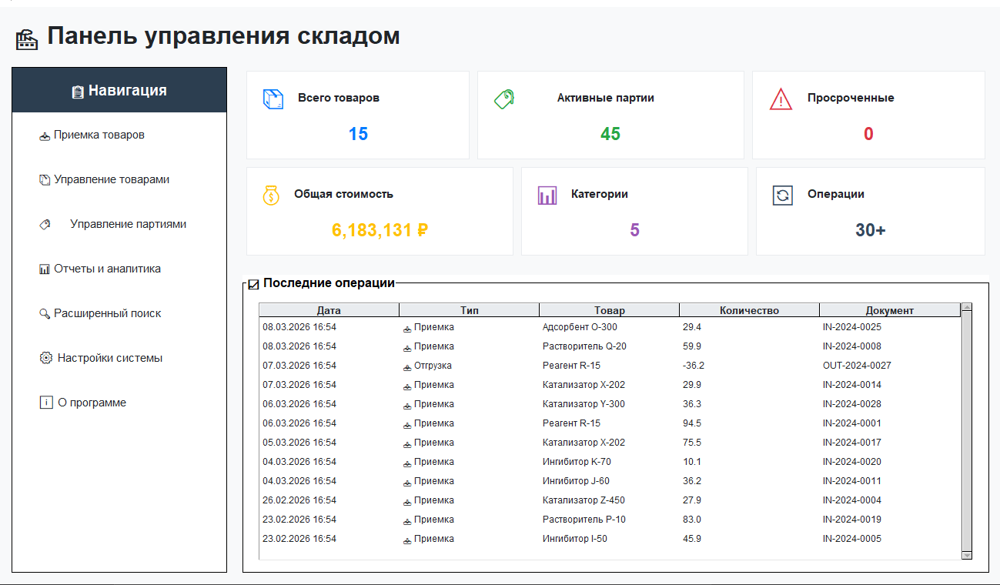 Панель управления складом
Навигация
Приемка товаров
Управление товарами
Управление партиями
Отчеты и аналитика
Расширенный поиск
Настройки системы
О программе
Всего товаров
15
Активные партии
45
Просроченные
0
Общая стоимость
6,183,131 ₽
Категории
5
Операции
30+
Последние операции
Дата Тип Товар Количество Документ
08.03.2026 16:54 Приемка Адсорбент O-300 29.4 IN-2024-0025
08.03.2026 16:54 Приемка Растворитель Q-20 59.9 IN-2024-0008
07.03.2026 16:54 Отгрузка Реагент R-15 -36.2 OUT-2024-0027
07.03.2026 16:54 Приемка Катализатор X-202 29.9 IN-2024-0014
06.03.2026 16:54 Приемка Катализатор Y-300 36.3 IN-2024-0028
06.03.2026 16:54 Приемка Реагент R-15 94.5 IN-2024-0001
05.03.2026 16:54 Приемка Катализатор X-202 75.5 IN-2024-0017
04.03.2026 16:54 Приемка Ингибитор K-70 10.1 IN-2024-0020
04.03.2026 16:54 Приемка Ингибитор J-60 36.2 IN-2024-0011
26.02.2026 16:54 Приемка Катализатор Z-450 27.9 IN-2024-0004
23.02.2026 16:54 Приемка Растворитель P-10 83.0 IN-2024-0019
23.02.2026 16:54 Приемка Ингибитор I-50 45.9 IN-2024-0005